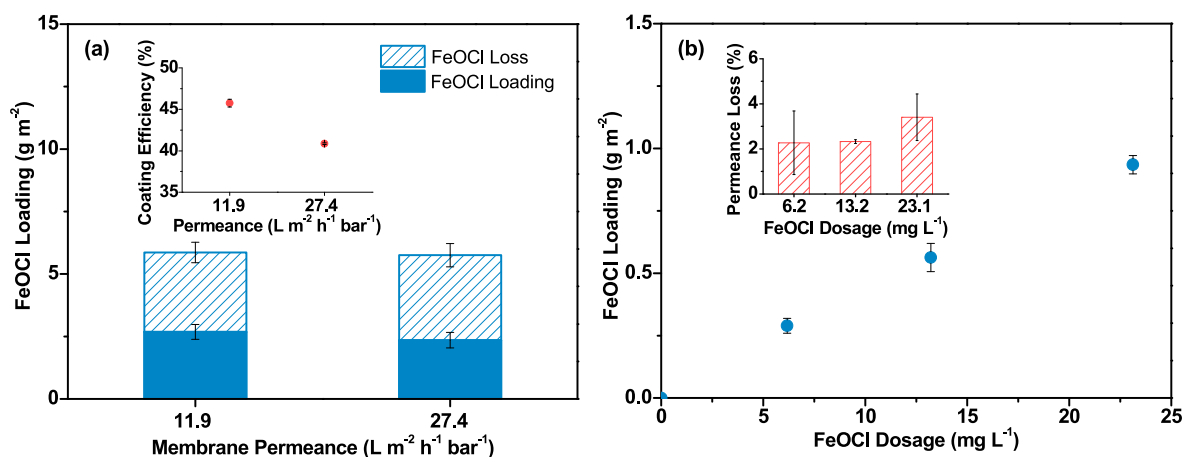 (a)
FeOCl Loss
FeOCl Loading
FeOCl Loading (g m⁻²)
15
10
5
0
11.9
27.4
Membrane Permeance (L m⁻² h⁻¹ bar⁻¹)
Coating Efficiency (%)
50
45
40
35
11.9
27.4
Permeance (L m⁻² h⁻¹ bar⁻¹)
(b)
FeOCl Loading (g m⁻²)
1.5
1.0
0.5
0.0
0
5
10
15
20
25
FeOCl Dosage (mg L⁻¹)
Permeance Loss (%)
6
4
2
0
6.2
13.2
23.1
FeOCl Dosage (mg L⁻¹)